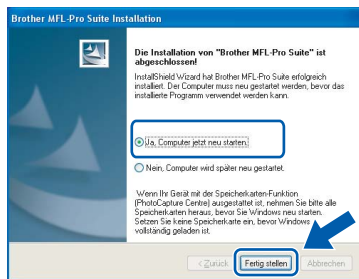 Brother MFL-Pro Suite Installation
Die Installation von "Brother MFL-Pro Suite" ist
abgeschlossen!
InstallShield Wizard hat Brother MFL-Pro Suite erfolgreich
installiert. Der Computer muss neu gestartet werden, bevor das
installierte Programm verwendet werden kann.
Ja, Computer jetzt neu starten.
Nein, Computer wird später neu gestartet.
Wenn Ihr Gerät mit der Speicherkarten-Funktion
(PhotoCapture Centre) ausgestattet ist, nehmen Sie bitte alle
Speicherkarten heraus, bevor Sie Windows neu starten.
Setzen Sie keine Speicherkarte ein, bevor Windows
vollständig geladen ist.
< Zurück
Fertig stellen
Abbrechen